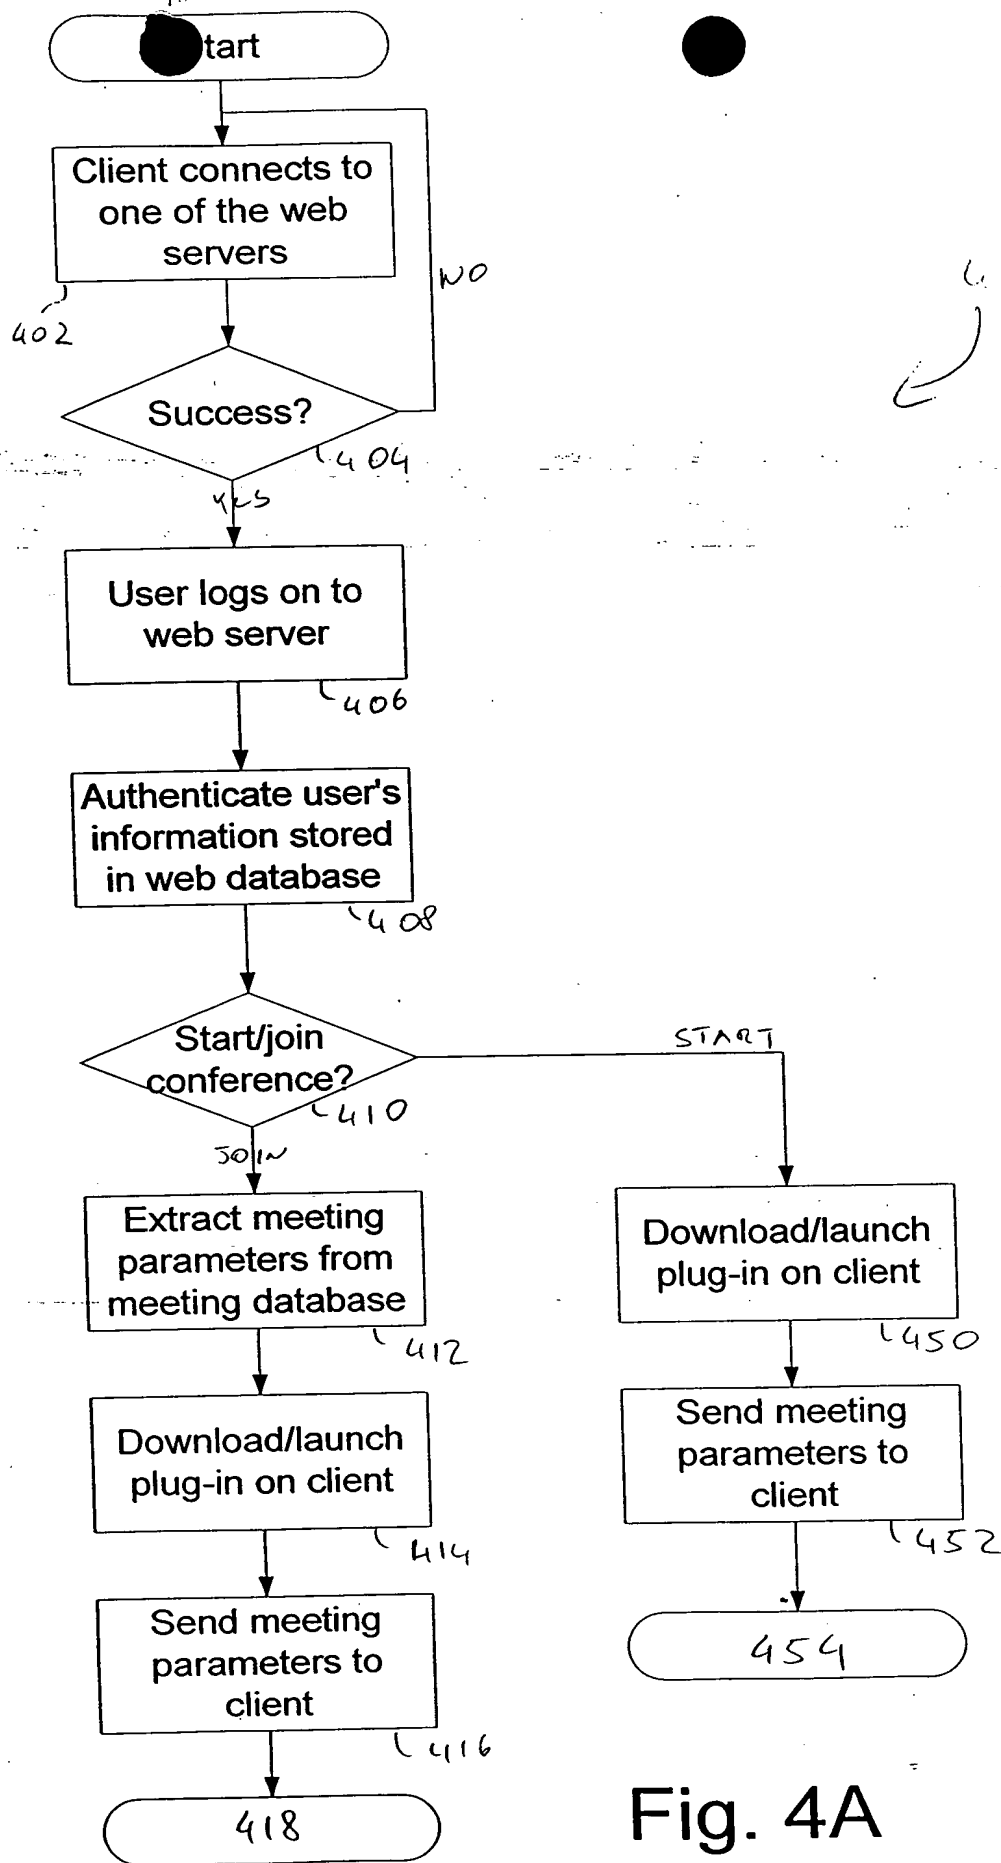 tart
Client connects to
one of the web
servers
NO
402
Success?
404
YES
User logs on to
web server
406
Authenticate user's
information stored
in web database
408
Start/join
conference?
START
410
JOIN
Extract meeting
parameters from
meeting database
412
Download/launch
plug-in on client
450
Download/launch
plug-in on client
414
Send meeting
parameters to
client
452
Send meeting
parameters to
client
416
454
418
Fig. 4A